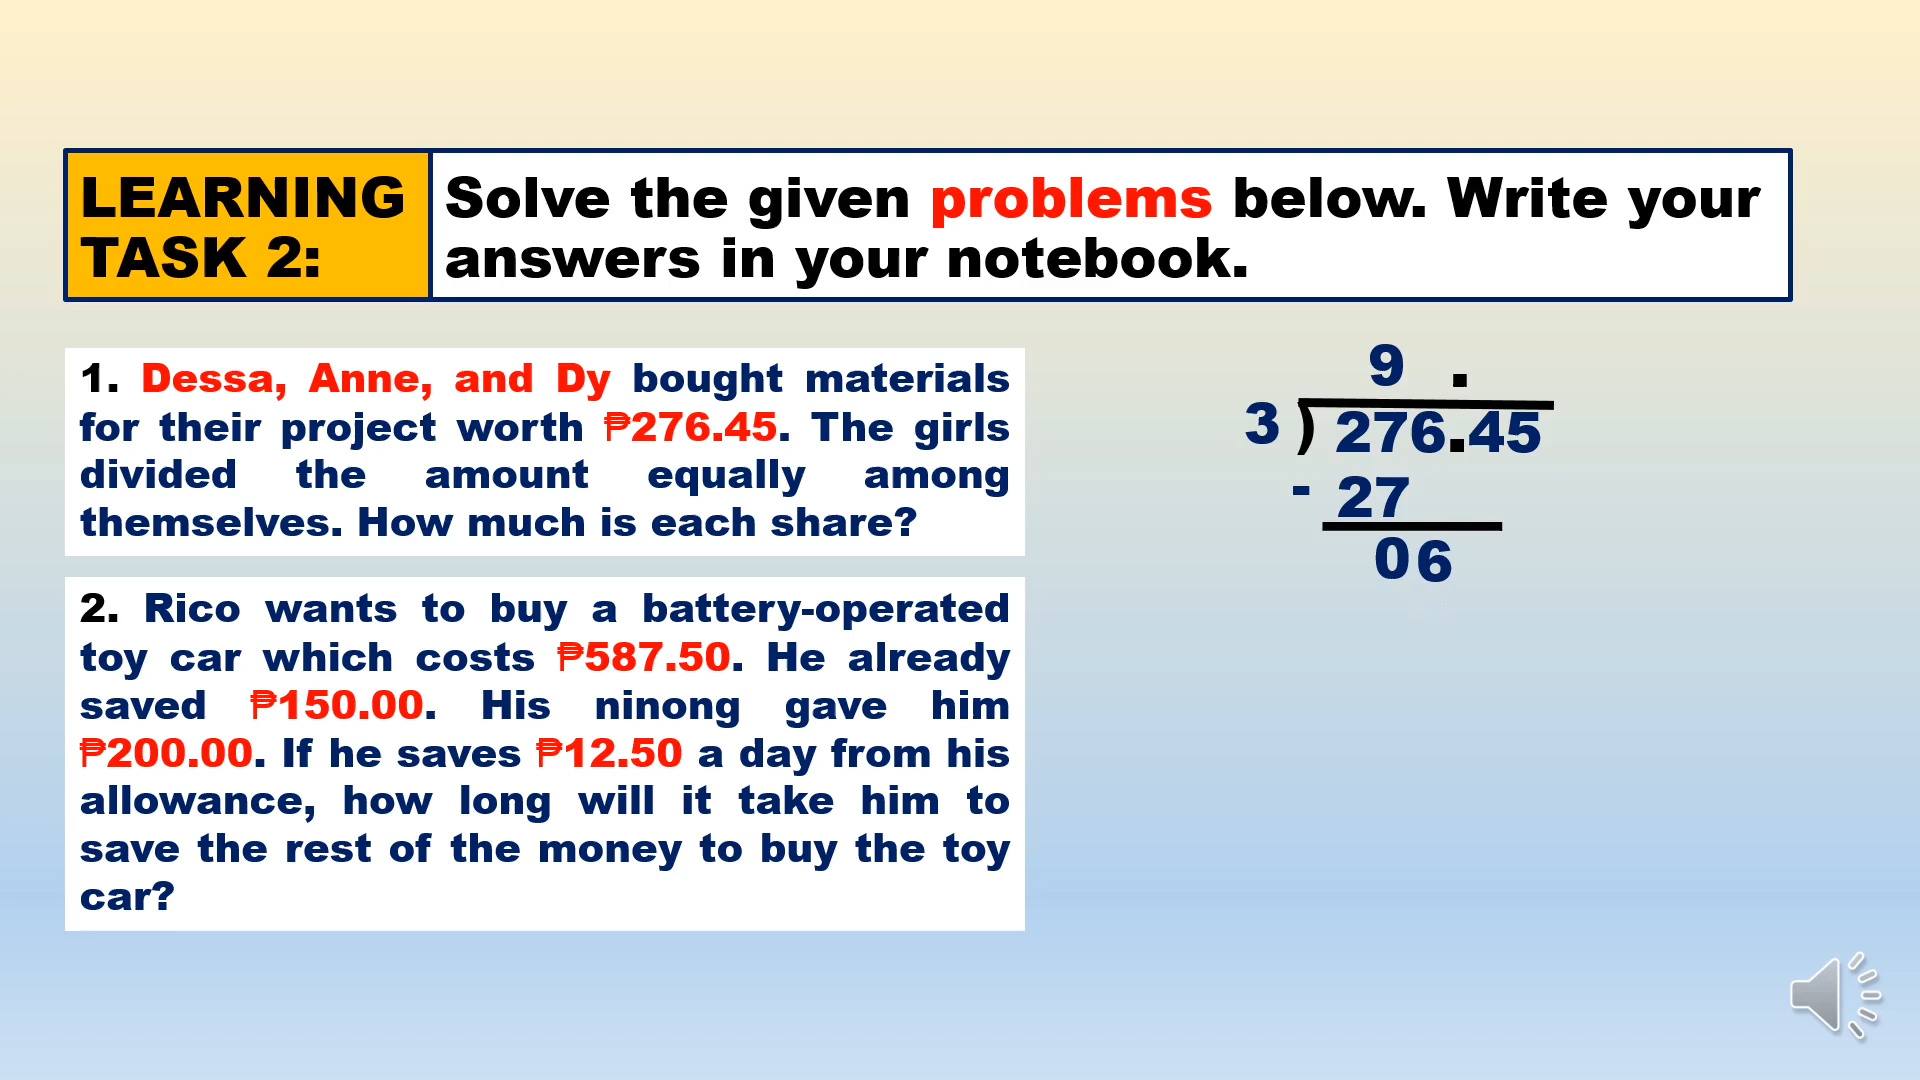 LEARNING
TASK 2:
Solve the given problems below. Write your
answers in your notebook.
1. Dessa, Anne, and Dy bought materials
for their project worth ₱276.45. The girls
divided the amount equally among
themselves. How much is each share?
2. Rico wants to buy a battery-operated
toy car which costs ₱587.50. He already
saved ₱150.00. His ninong gave him
₱200.00. If he saves ₱12.50 a day from his
allowance, how long will it take him to
save the rest of the money to buy the toy
car?
9 .
3 ) 276.45
- 27
06